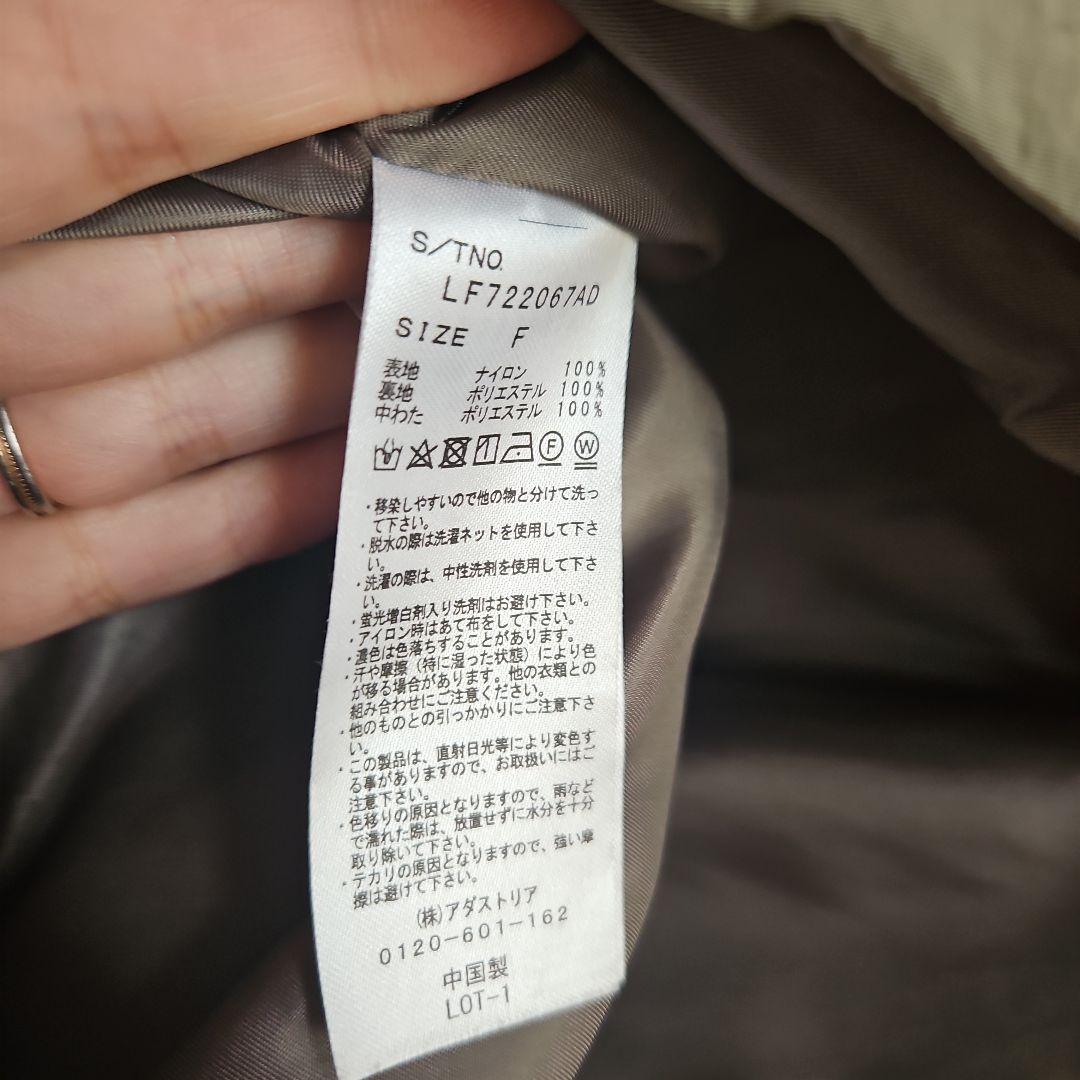 S/TNO.
LF722067AD
SIZE F
表地 ナイロン 100%
裏地 ポリエステル 100%
中わた ポリエステル 100%
F W
・移染しやすいので他の物と分けて洗っ
て下さい。
・脱水の際は洗濯ネットを使用して下さ
い。
・洗濯の際は、中性洗剤を使用して下さ
い。
・蛍光増白剤入り洗剤はお避け下さい。
・アイロン時はあて布をして下さい。
・濃色は色落ちすることがあります。
・汗や摩擦（特に湿った状態）により色
が移る場合があります。他の衣類との
組み合わせにご注意ください。
・他のものとの引っかかりにご注意下さ
い。
・この製品は、直射日光等により変色す
る事がありますので、お取扱いにはご
注意下さい。
・色移りの原因となりますので、雨など
で濡れた際は、放置せずに水分を十分
取り除いて下さい。
・テカリの原因となりますので、強い摩
擦は避けて下さい。
(株)アダストリア
0120-601-162
中国製
LOT-1